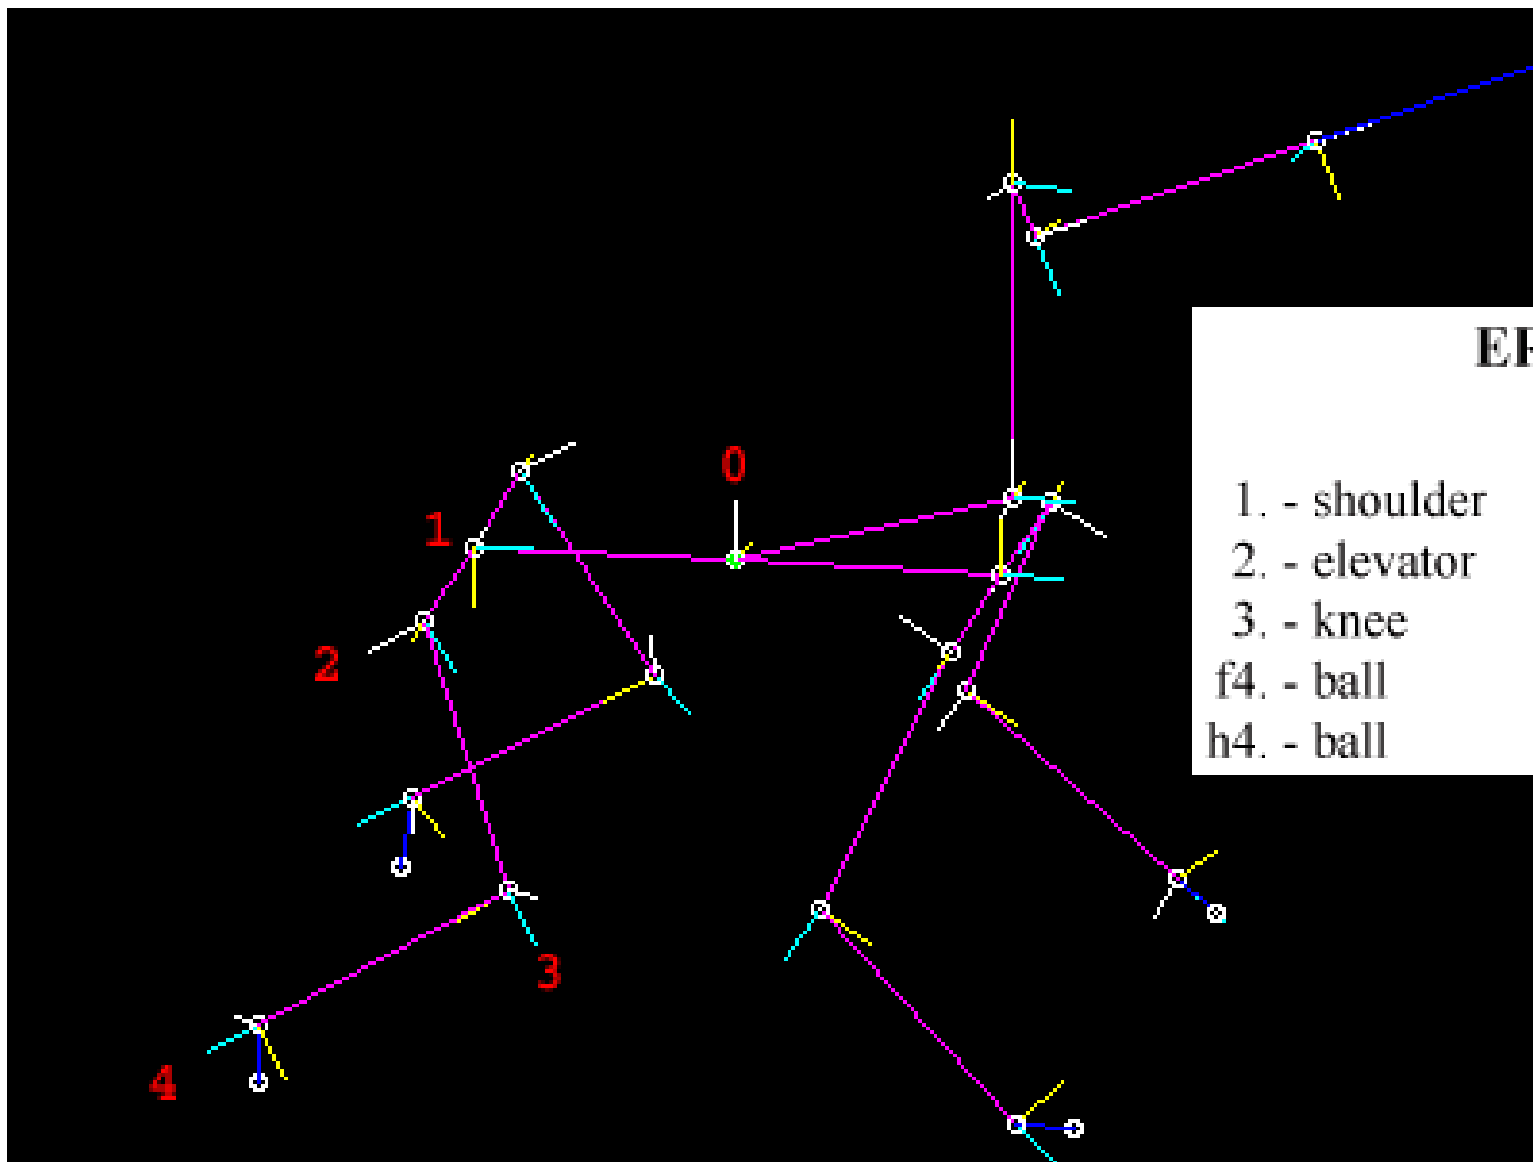 0
1
2
3
4
1. - shoulder
2. - elevator
3. - knee
f4. - ball
h4. - ball